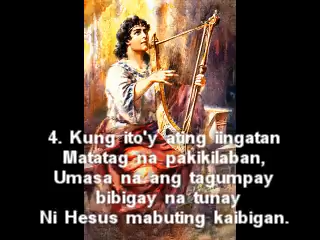 4. Kung ito'y ating iingatan
Matatag na pakikilaban,
Umasa na ang tagumpay
bibigay na tunay
Ni Hesus mabuting kaibigan.